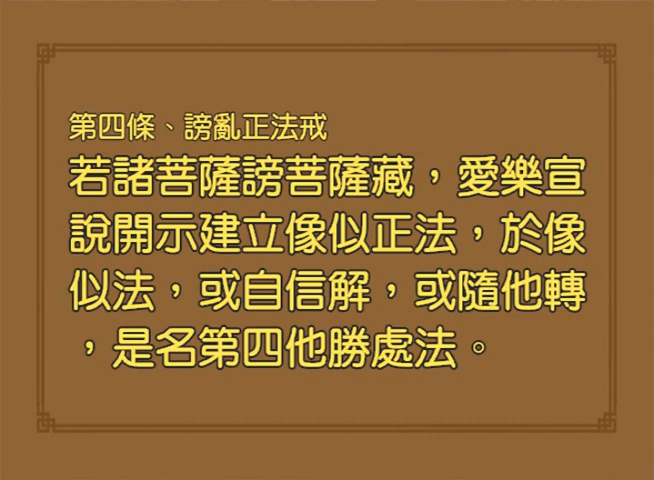 第四條、謗亂正法戒
若諸菩薩謗菩薩藏，愛樂宣
說開示建立像似正法，於像
似法，或自信解，或隨他轉
，是名第四他勝處法。